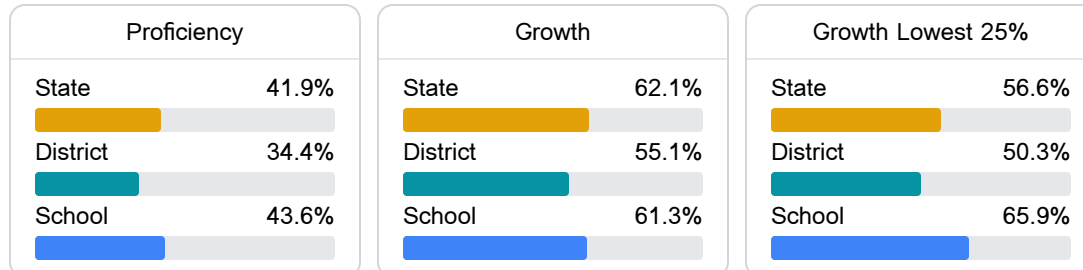 Proficiency
State 41.9%
District 34.4%
School 43.6%
Growth
State 62.1%
District 55.1%
School 61.3%
Growth Lowest 25%
State 56.6%
District 50.3%
School 65.9%